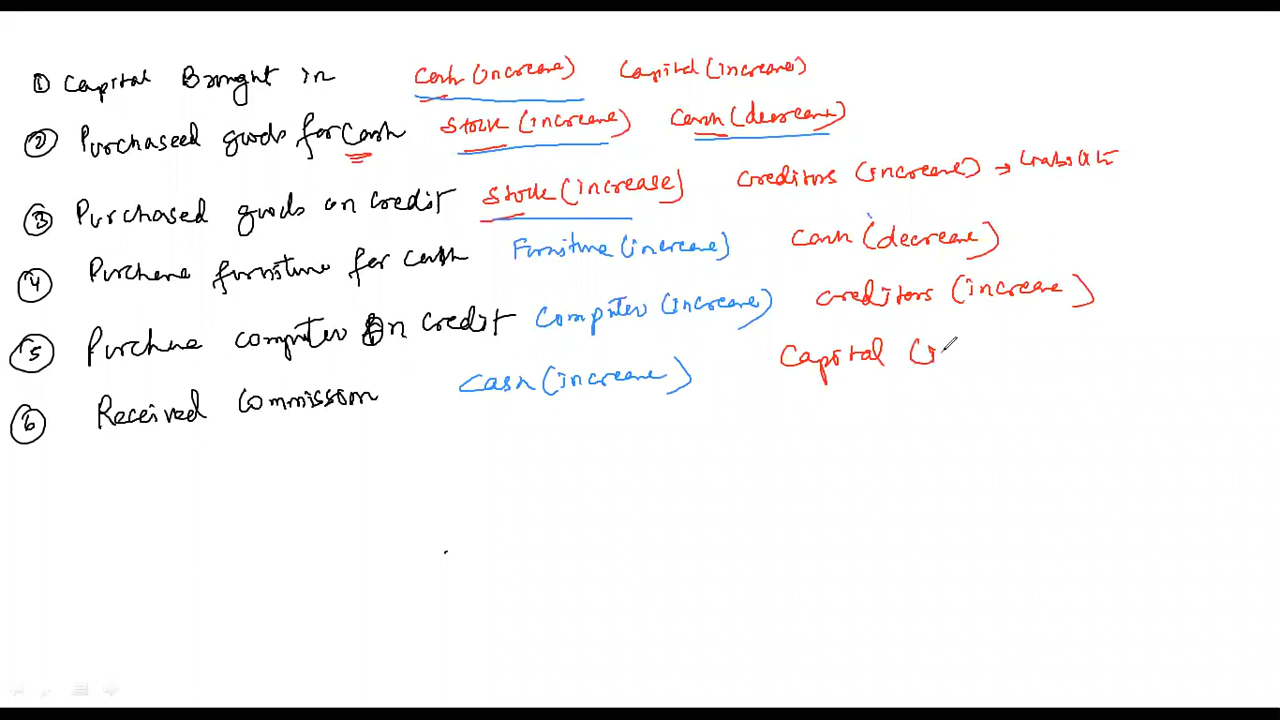 ① Capital Brought in Cash (increase) Capital (increase)
② Purchaseed goods for cash Stock (increase) Cash (decrease)
③ Purchased goods on credit Stock (increase) creditors (increase) →
④ Purchase furniture for cash Furniture (increase) Cash (decrease)
⑤ Purchase computer on credit Computer (increase) creditors (increase)
⑥ Received Commission Cash (increase) Capital (i